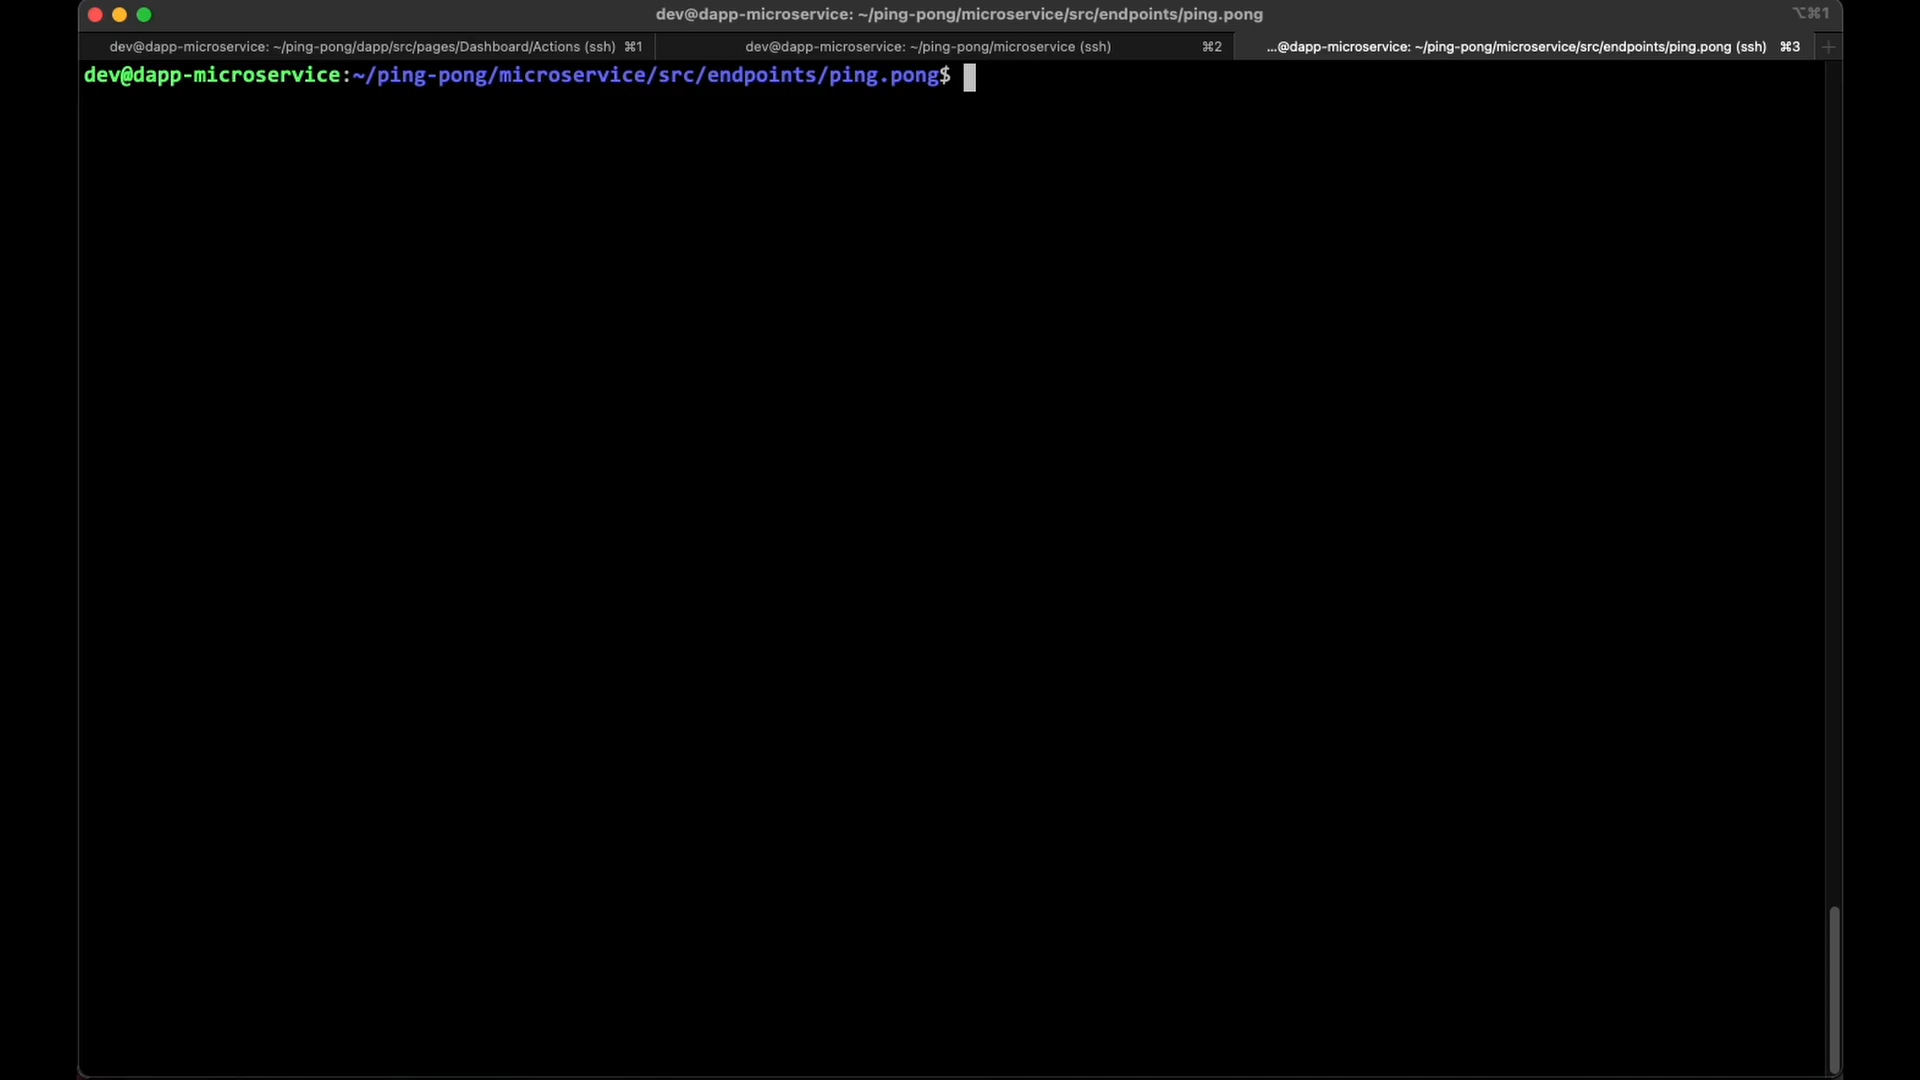 dev@dapp-microservice: ~/ping-pong/microservice/src/endpoints/ping.pong
⌥⌘1
dev@dapp-microservice: ~/ping-pong/dapp/src/pages/Dashboard/Actions (ssh) ⌘1
dev@dapp-microservice: ~/ping-pong/microservice (ssh) ⌘2
...@dapp-microservice: ~/ping-pong/microservice/src/endpoints/ping.pong (ssh) ⌘3
dev@dapp-microservice:~/ping-pong/microservice/src/endpoints/ping.pong$